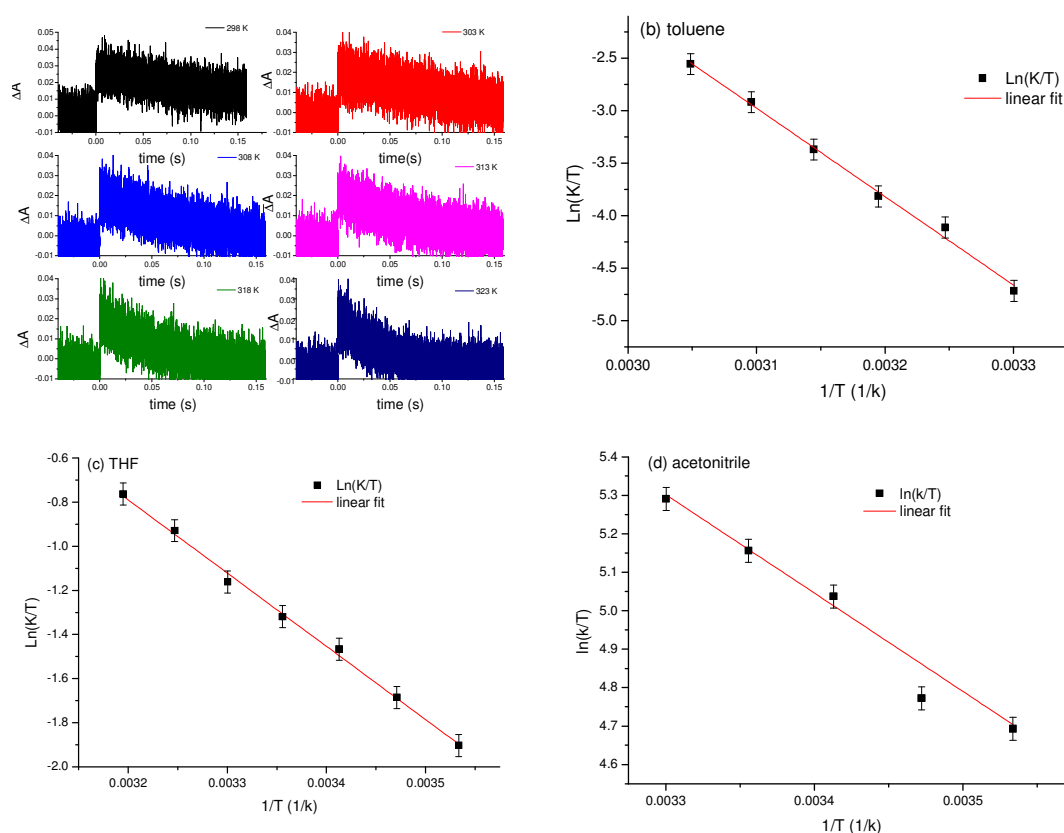 298 K
0.05
0.04
0.03
0.02
0.01
0.00
-0.01
ΔA
0.00 0.05 0.10 0.15
time (s)
303 K
0.04
0.03
0.02
0.01
0.00
-0.01
ΔA
0.00 0.05 0.10 0.15
time(s)
308 K
0.04
0.03
0.02
0.01
0.00
-0.01
ΔA
0.00 0.05 0.10 0.15
time (s)
313 K
0.04
0.03
0.02
0.01
0.00
-0.01
ΔA
0.00 0.05 0.10 0.15
time (s)
318 K
0.04
0.03
0.02
0.01
0.00
-0.01
ΔA
0.00 0.05 0.10 0.15
time (s)
323 K
0.04
0.03
0.02
0.01
0.00
-0.01
ΔA
0.00 0.05 0.10 0.15
time (s)
(b) toluene
Ln(K/T)
linear fit
-2.5
-3.0
-3.5
-4.0
-4.5
-5.0
Ln(K/T)
0.0030 0.0031 0.0032 0.0033
1/T (1/k)
(c) THF
Ln(K/T)
linear fit
-0.6
-0.8
-1.0
-1.2
-1.4
-1.6
-1.8
-2.0
Ln(K/T)
0.0032 0.0033 0.0034 0.0035
1/T (1/k)
(d) acetonitrile
ln(k/T)
linear fit
5.4
5.3
5.2
5.1
5.0
4.9
4.8
4.7
4.6
ln(k/T)
0.0033 0.0034 0.0035
1/T (1/k)